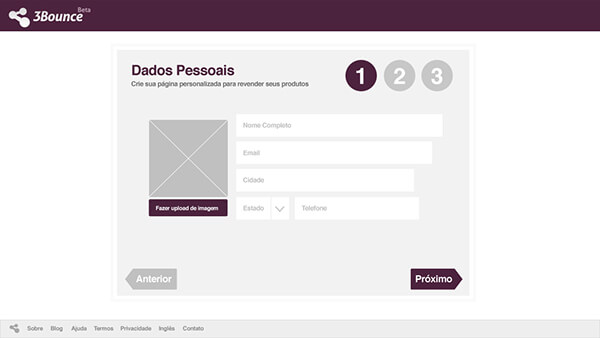 3Bounce Beta
Dados Pessoais
Crie sua página personalizada para revender seus produtos
1 2 3
Nome Completo
Email
Cidade
Estado Telefone
Fazer upload de imagem
Anterior Próximo
Sobre Blog Ajuda Termos Privacidade Inglês Contato